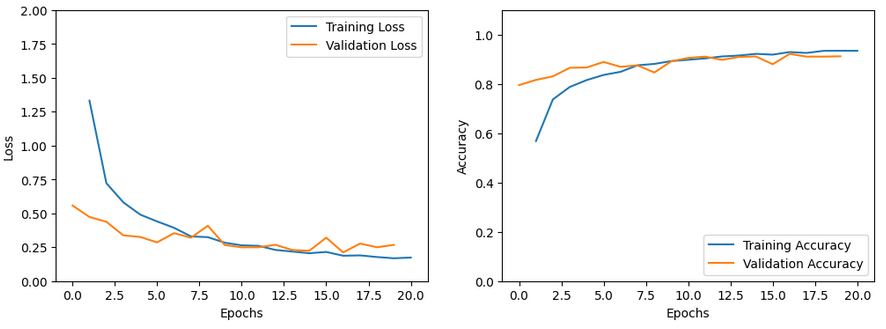 2.00
1.75
1.50
1.25
1.00
0.75
0.50
0.25
0.00
Loss
Training Loss
Validation Loss
0.0 2.5 5.0 7.5 10.0 12.5 15.0 17.5 20.0
Epochs
1.0
0.8
0.6
0.4
0.2
0.0
Accuracy
Training Accuracy
Validation Accuracy
0.0 2.5 5.0 7.5 10.0 12.5 15.0 17.5 20.0
Epochs